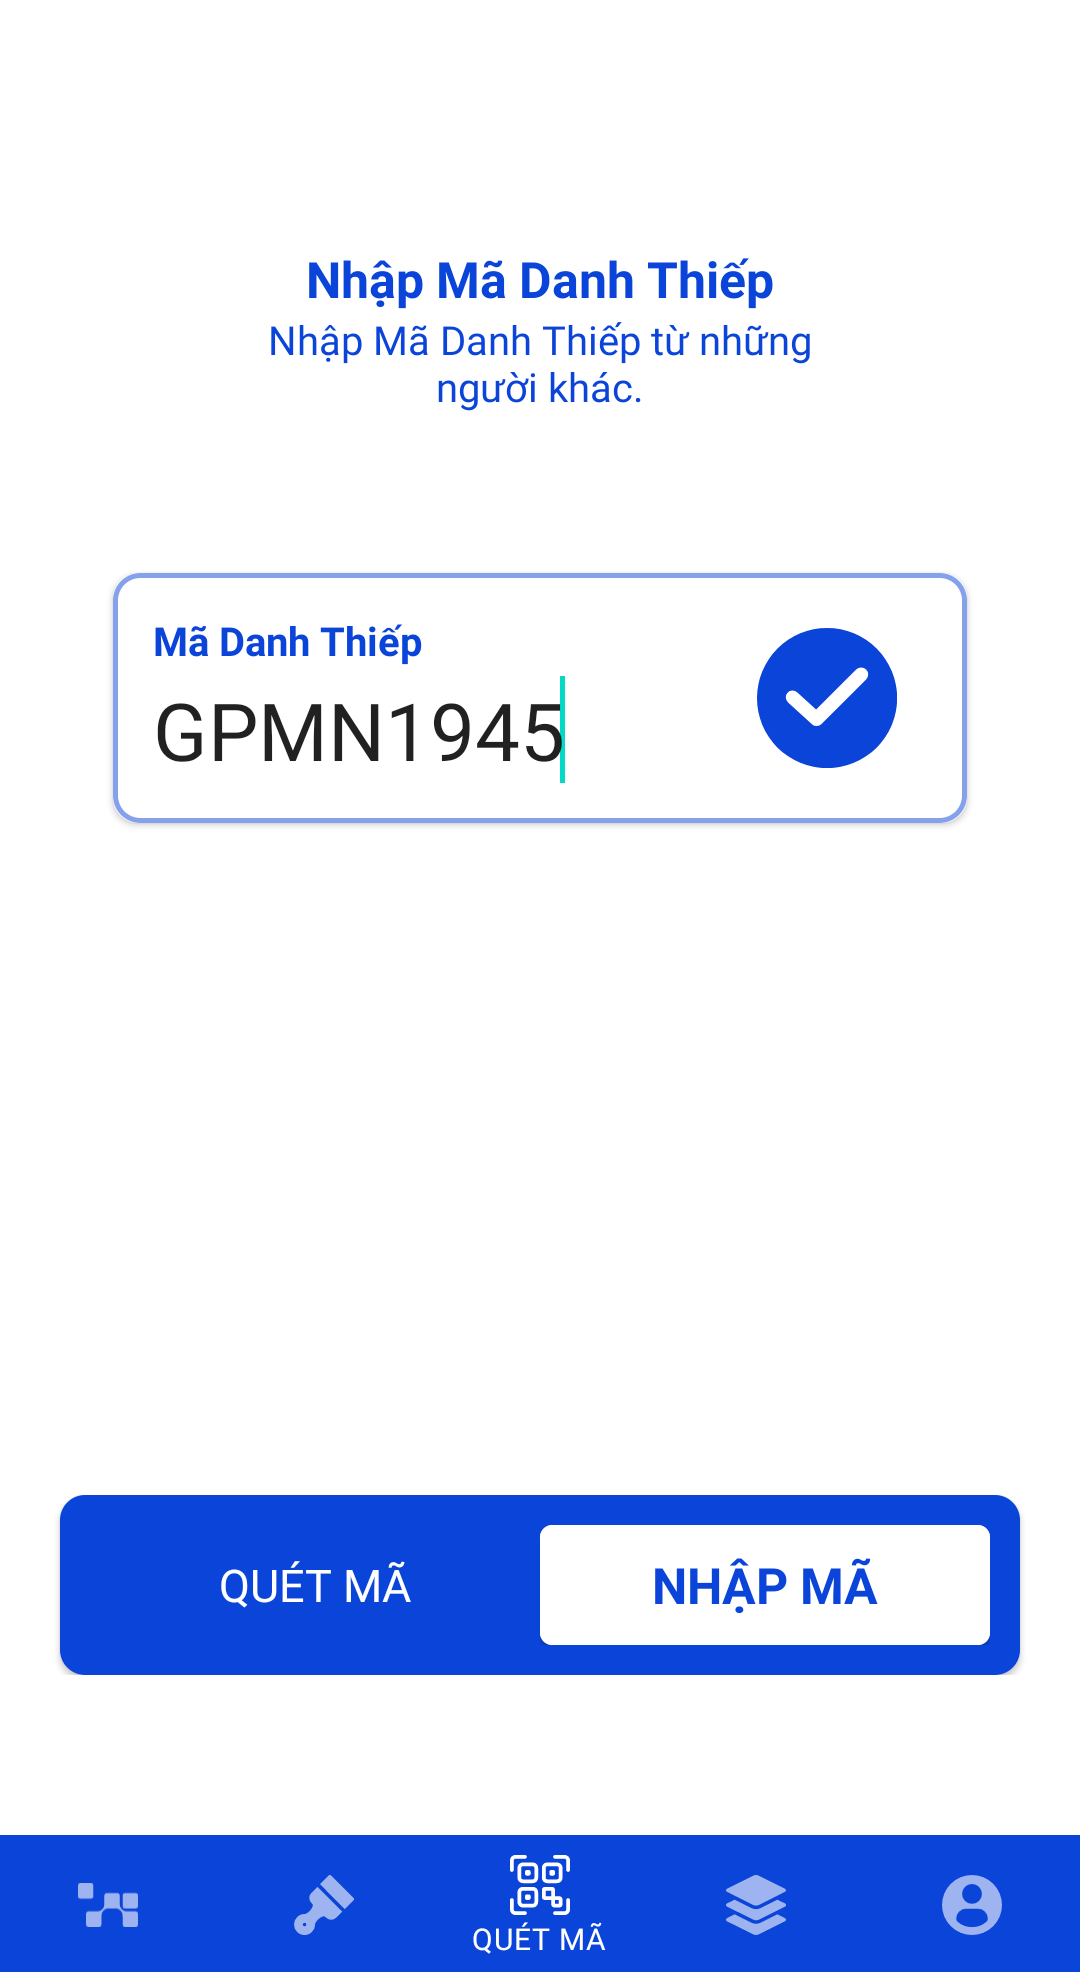 Nhập Mã Danh Thiếp
Nhập Mã Danh Thiếp từ những
người khác.
Mã Danh Thiếp
GPMN1945
QUÉT MÃ
NHẬP MÃ
QUÉT MÃ